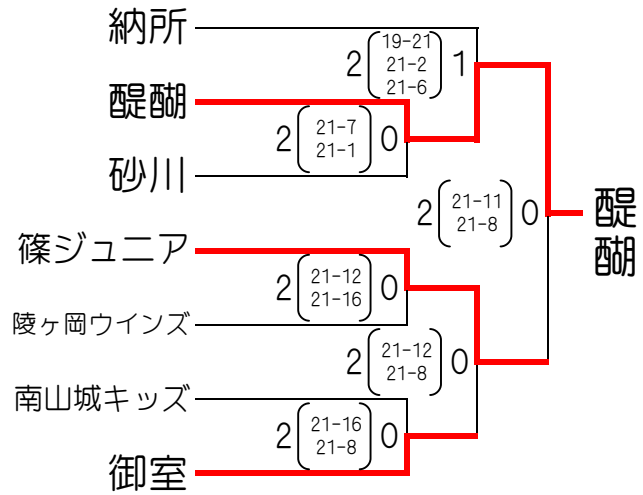 納所
2 19-21 1
21-2
21-6
醍醐
2 21-7 0
21-1
砂川
2 21-11 0
21-8
醍
醐
篠ジュニア
2 21-12 0
21-16
陵ヶ岡ウインズ
2 21-12 0
21-8
南山城キッズ
2 21-16 0
21-8
御室